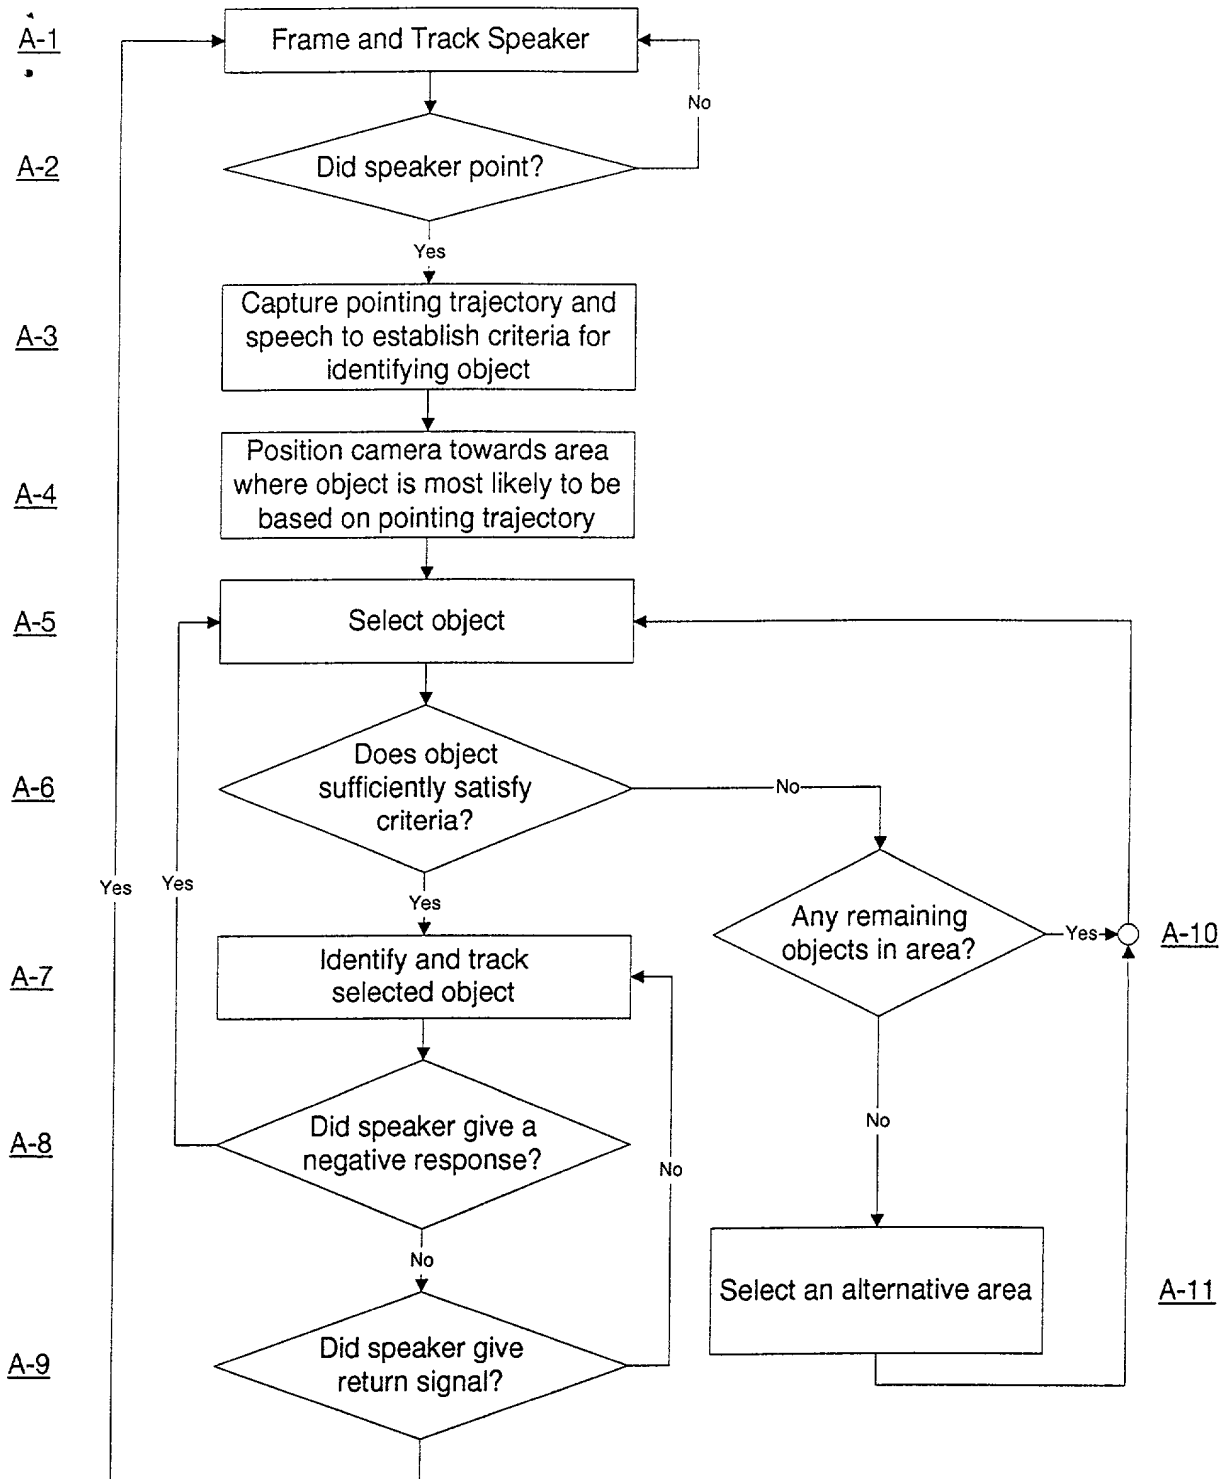 A-1
Frame and Track Speaker
No
A-2
Did speaker point?
Yes
A-3
Capture pointing trajectory and
speech to establish criteria for
identifying object
A-4
Position camera towards area
where object is most likely to be
based on pointing trajectory
A-5
Select object
A-6
Does object
sufficiently satisfy
criteria?
No
Yes
Yes
Yes
Any remaining
objects in area?
Yes
A-10
A-7
Identify and track
selected object
A-8
Did speaker give a
negative response?
No
No
No
Select an alternative area
A-11
A-9
Did speaker give
return signal?